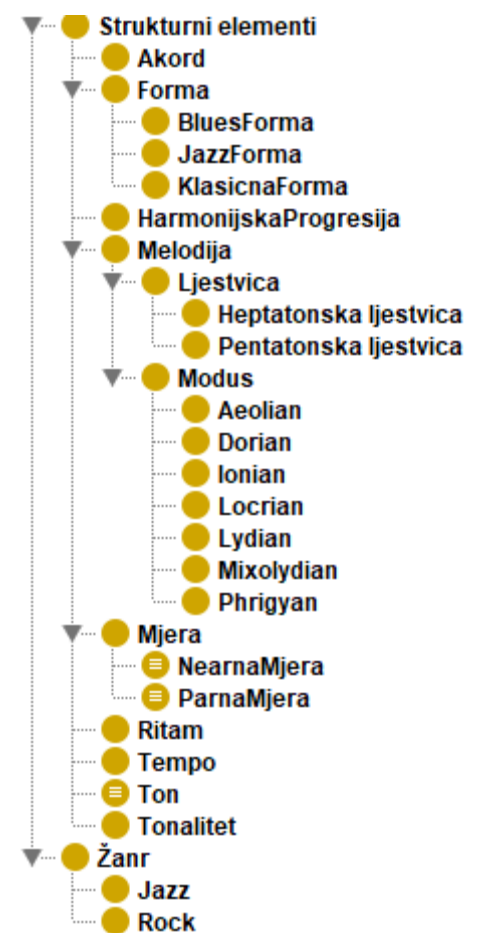 Strukturni elementi
Akord
Forma
BluesForma
JazzForma
KlasicnaForma
HarmonijskaProgresija
Melodija
Ljestvica
Heptatonska ljestvica
Pentatonska ljestvica
Modus
Aeolian
Dorian
Ionian
Locrian
Lydian
Mixolydian
Phrigyan
Mjera
NearnaMjera
ParnaMjera
Ritam
Tempo
Ton
Tonalitet
Žanr
Jazz
Rock